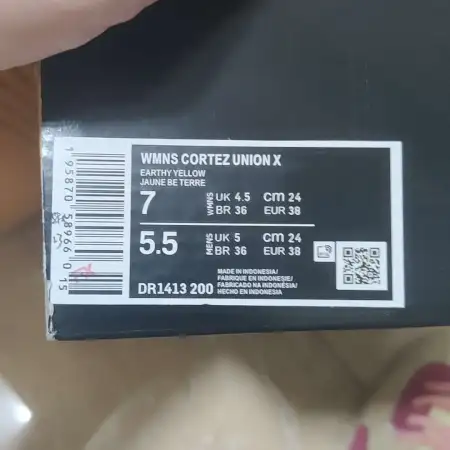 WMNS CORTEZ UNION X
EARTHY YELLOW
JAUNE BE TERRE
7 WMNS UK 4.5 CM 24
BR 36 EUR 38
5.5 MENS UK 5 CM 24
BR 36 EUR 38
MADE IN INDONESIA/
FABRIQUE EN INDONESIE/
FABRICADO NA INDONÉSIA/
HECHO EN INDONESIA
DR1413 200
1 95870 58966 0 15